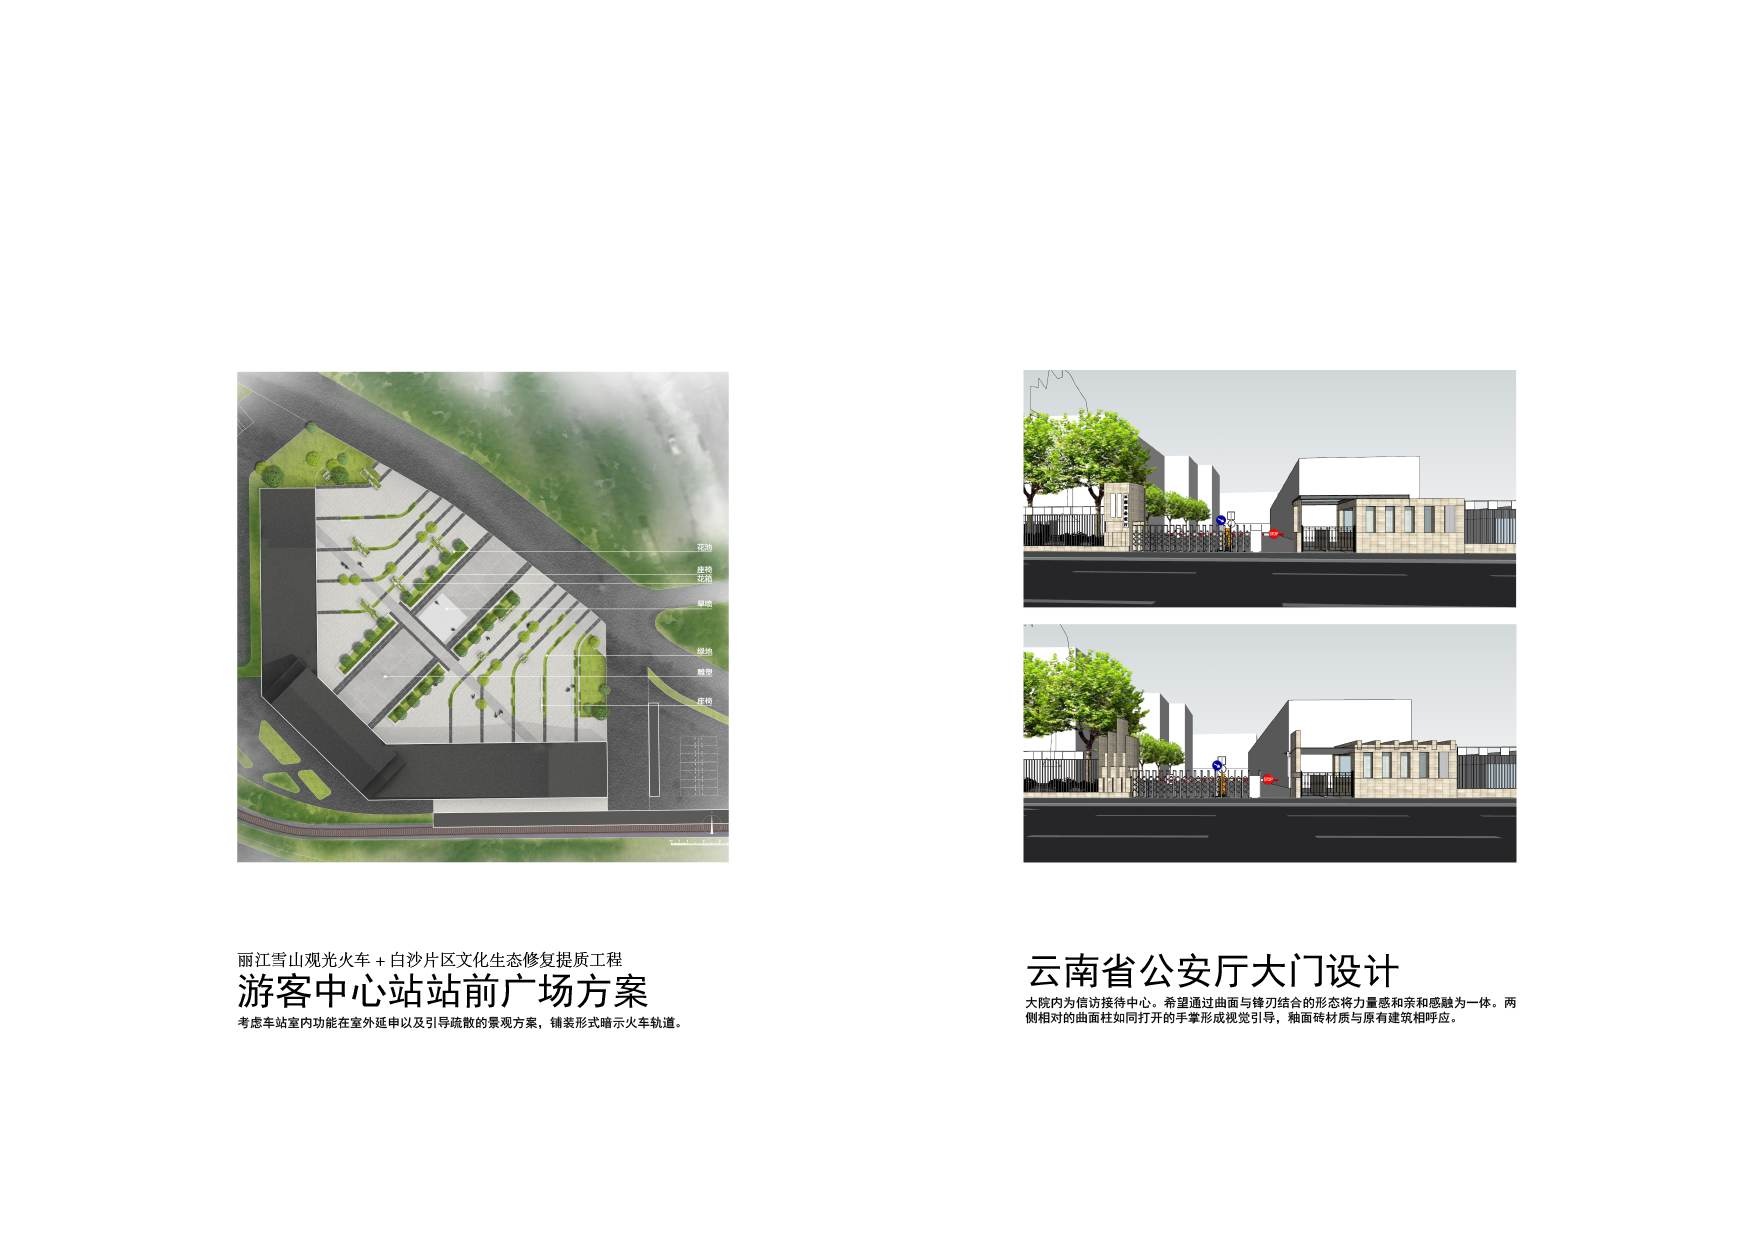 花池
座椅
花箱
旱喷
绿地
雕塑
座椅
丽江雪山观光火车 + 白沙片区文化生态修复提质工程
游客中心站站前广场方案
考虑车站室内功能在室外延申以及引导疏散的景观方案，铺装形式暗示火车轨道。
STOP
STOP
云南省公安厅大门设计
大院内为信访接待中心。希望通过曲面与锋刃结合的形态将力量感和亲和感融为一体。两
侧相对的曲面柱如同打开的手掌形成视觉引导，釉面砖材质与原有建筑相呼应。